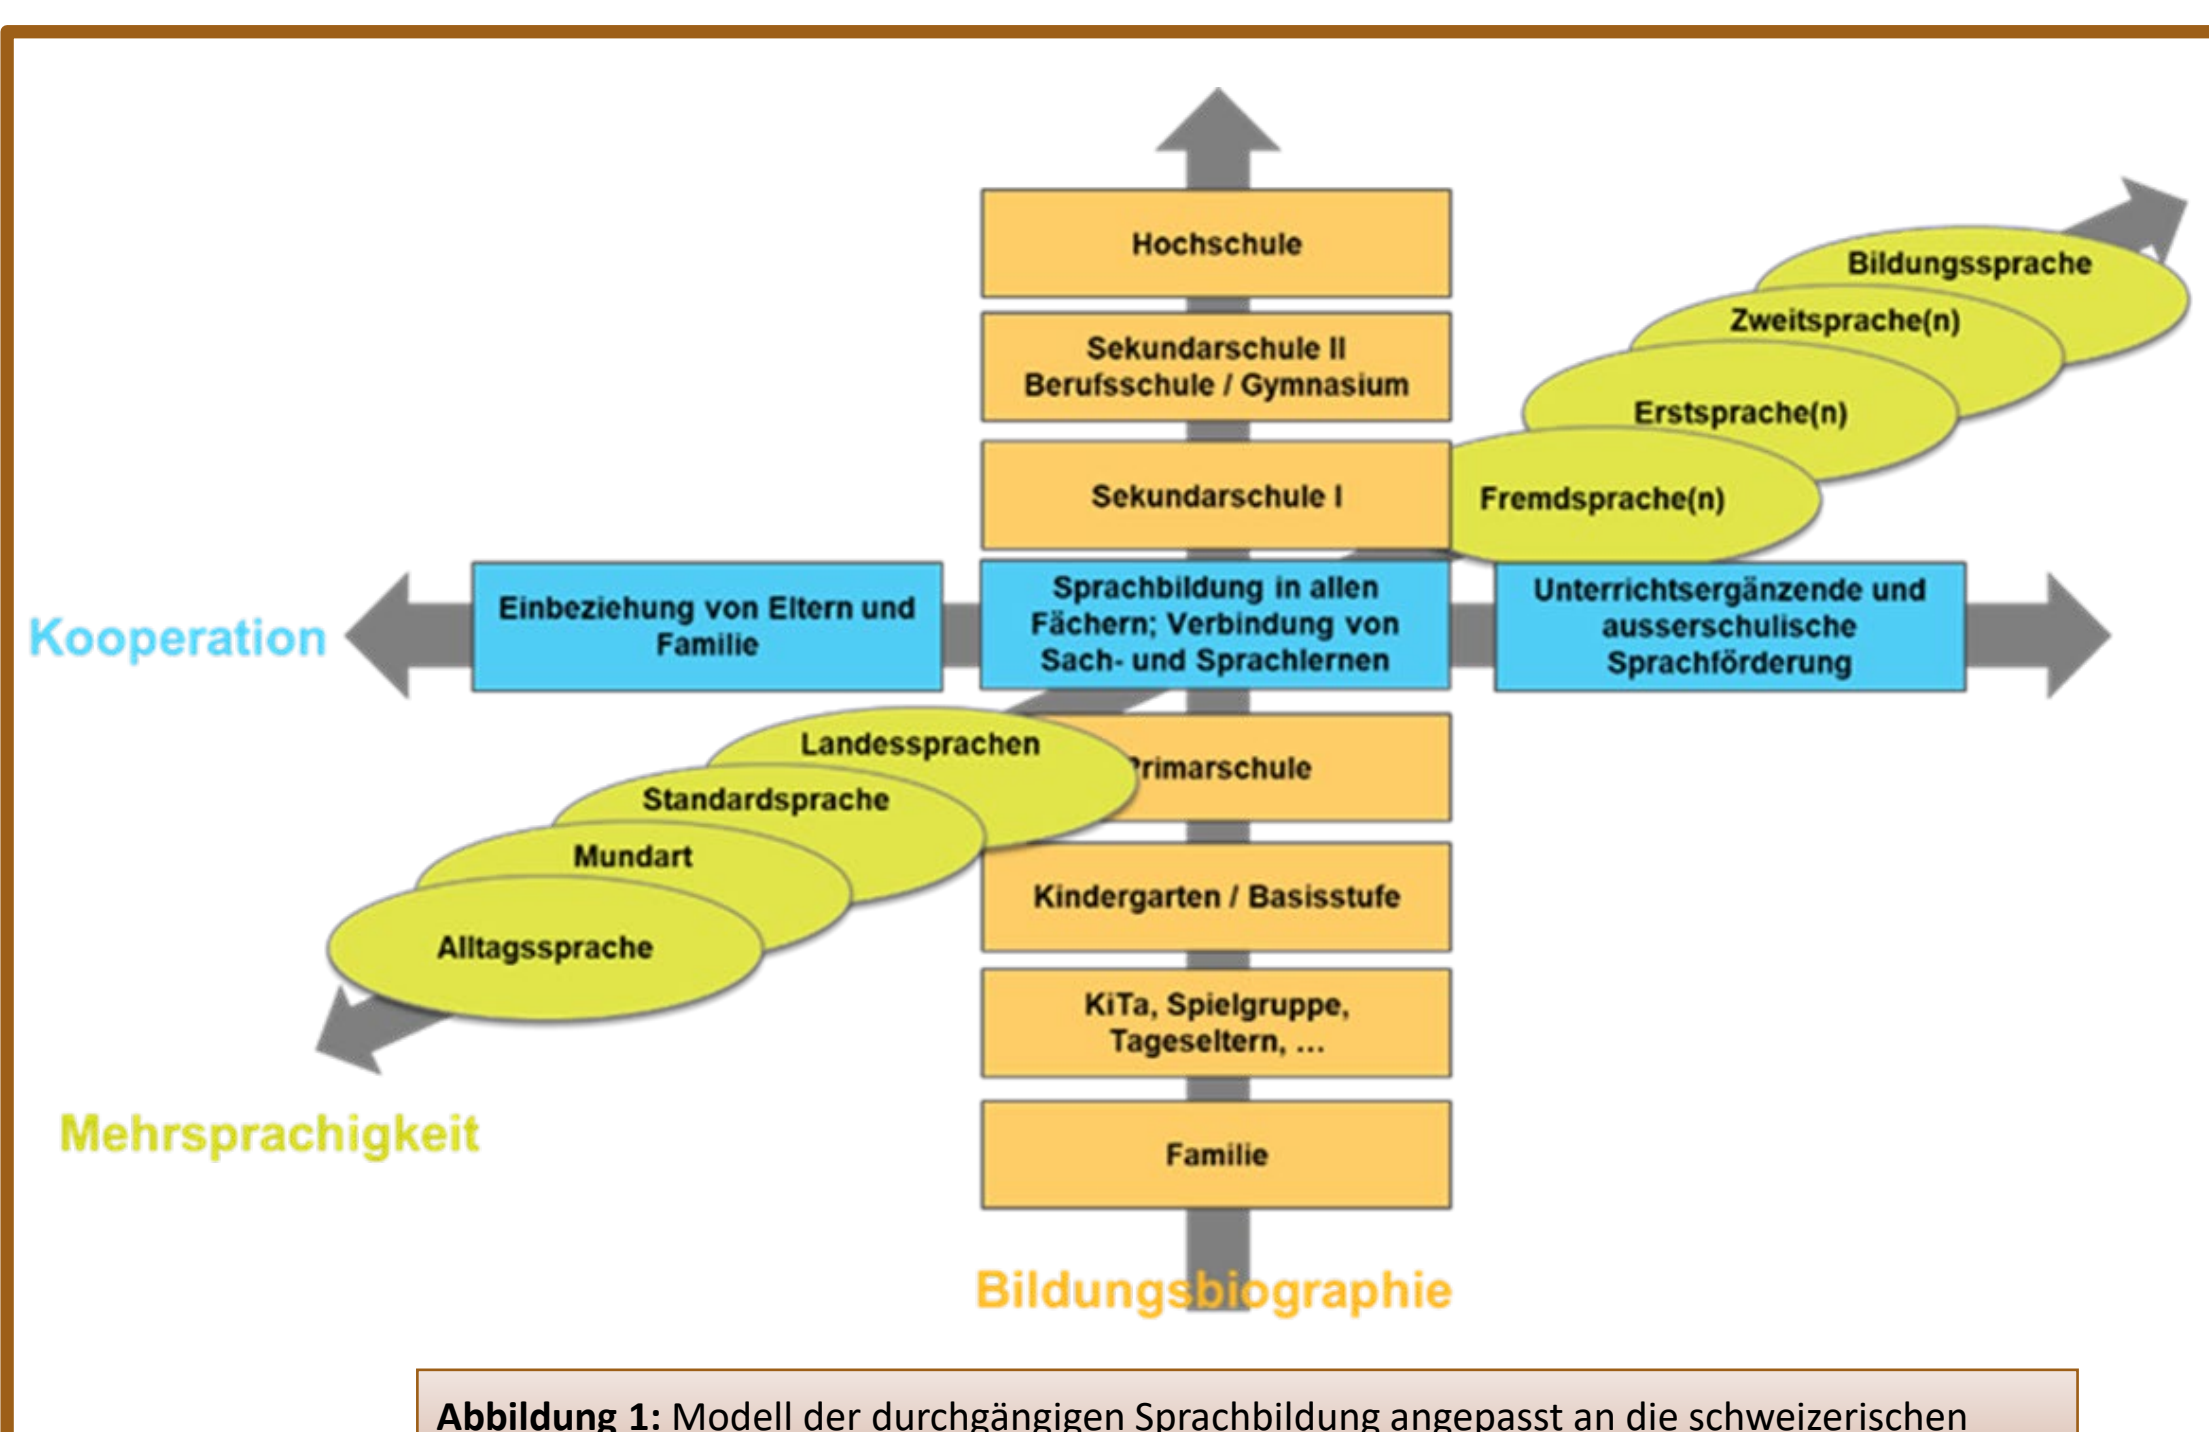 Hochschule
Sekundarschule II
Berufsschule / Gymnasium
Sekundarschule I
Bildungssprache
Zweitsprache(n)
Erstsprache(n)
Fremdsprache(n)
Kooperation
Einbeziehung von Eltern und
Familie
Sprachbildung in allen
Fächern; Verbindung von
Sach- und Sprachlernen
Unterrichtsergänzende und
ausserschulische
Sprachförderung
Landessprachen
Standardsprache
Mundart
Alltagssprache
Mehrsprachigkeit
rimarschule
Kindergarten / Basisstufe
KiTa, Spielgruppe,
Tageseltern, ...
Familie
Bildungsbiographie
Abbildung 1: Modell der durchgängigen Sprachbildung angepasst an die schweizerischen